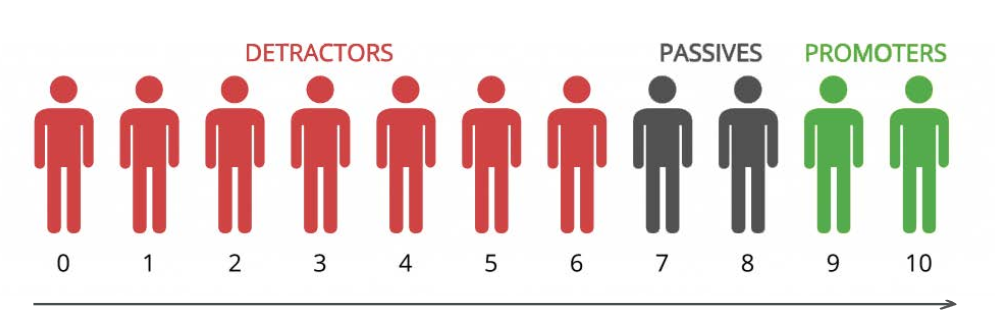 DETRACTORS PASSIVES PROMOTERS
0 1 2 3 4 5 6 7 8 9 10